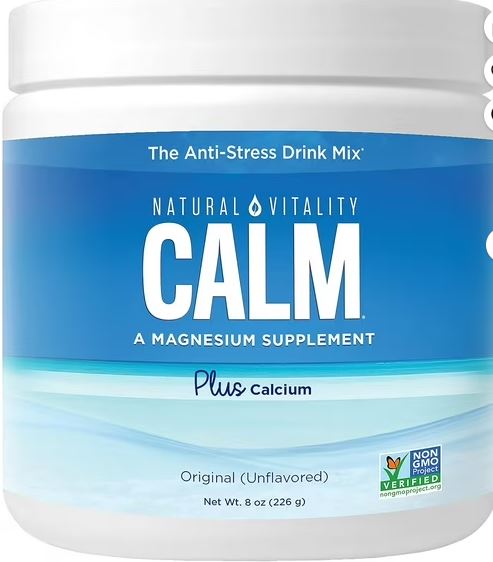 The Anti-Stress Drink Mix*
NATURAL VITALITY
CALM®
A MAGNESIUM SUPPLEMENT
Plus Calcium
Original (Unflavored)
Net Wt. 8 oz (226 g)
NON
GMO
Project
VERIFIED
nongmoproject.org